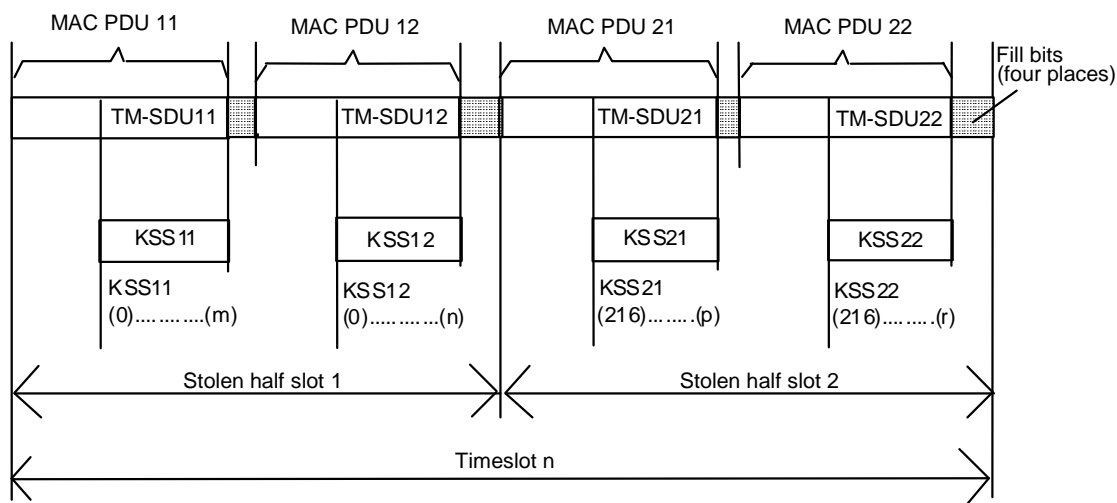 MAC PDU 11 MAC PDU 12 MAC PDU 21 MAC PDU 22
Fill bits
(four places)
TM-SDU11 TM-SDU12 TM-SDU21 TM-SDU22
KSS11 KSS12 KSS21 KSS22
KSS11 KSS12 KSS21 KSS22
(0)...........(m) (0)...........(n) (216).......(p) (216)........(r)
Stolen half slot 1 Stolen half slot 2
Timeslot n